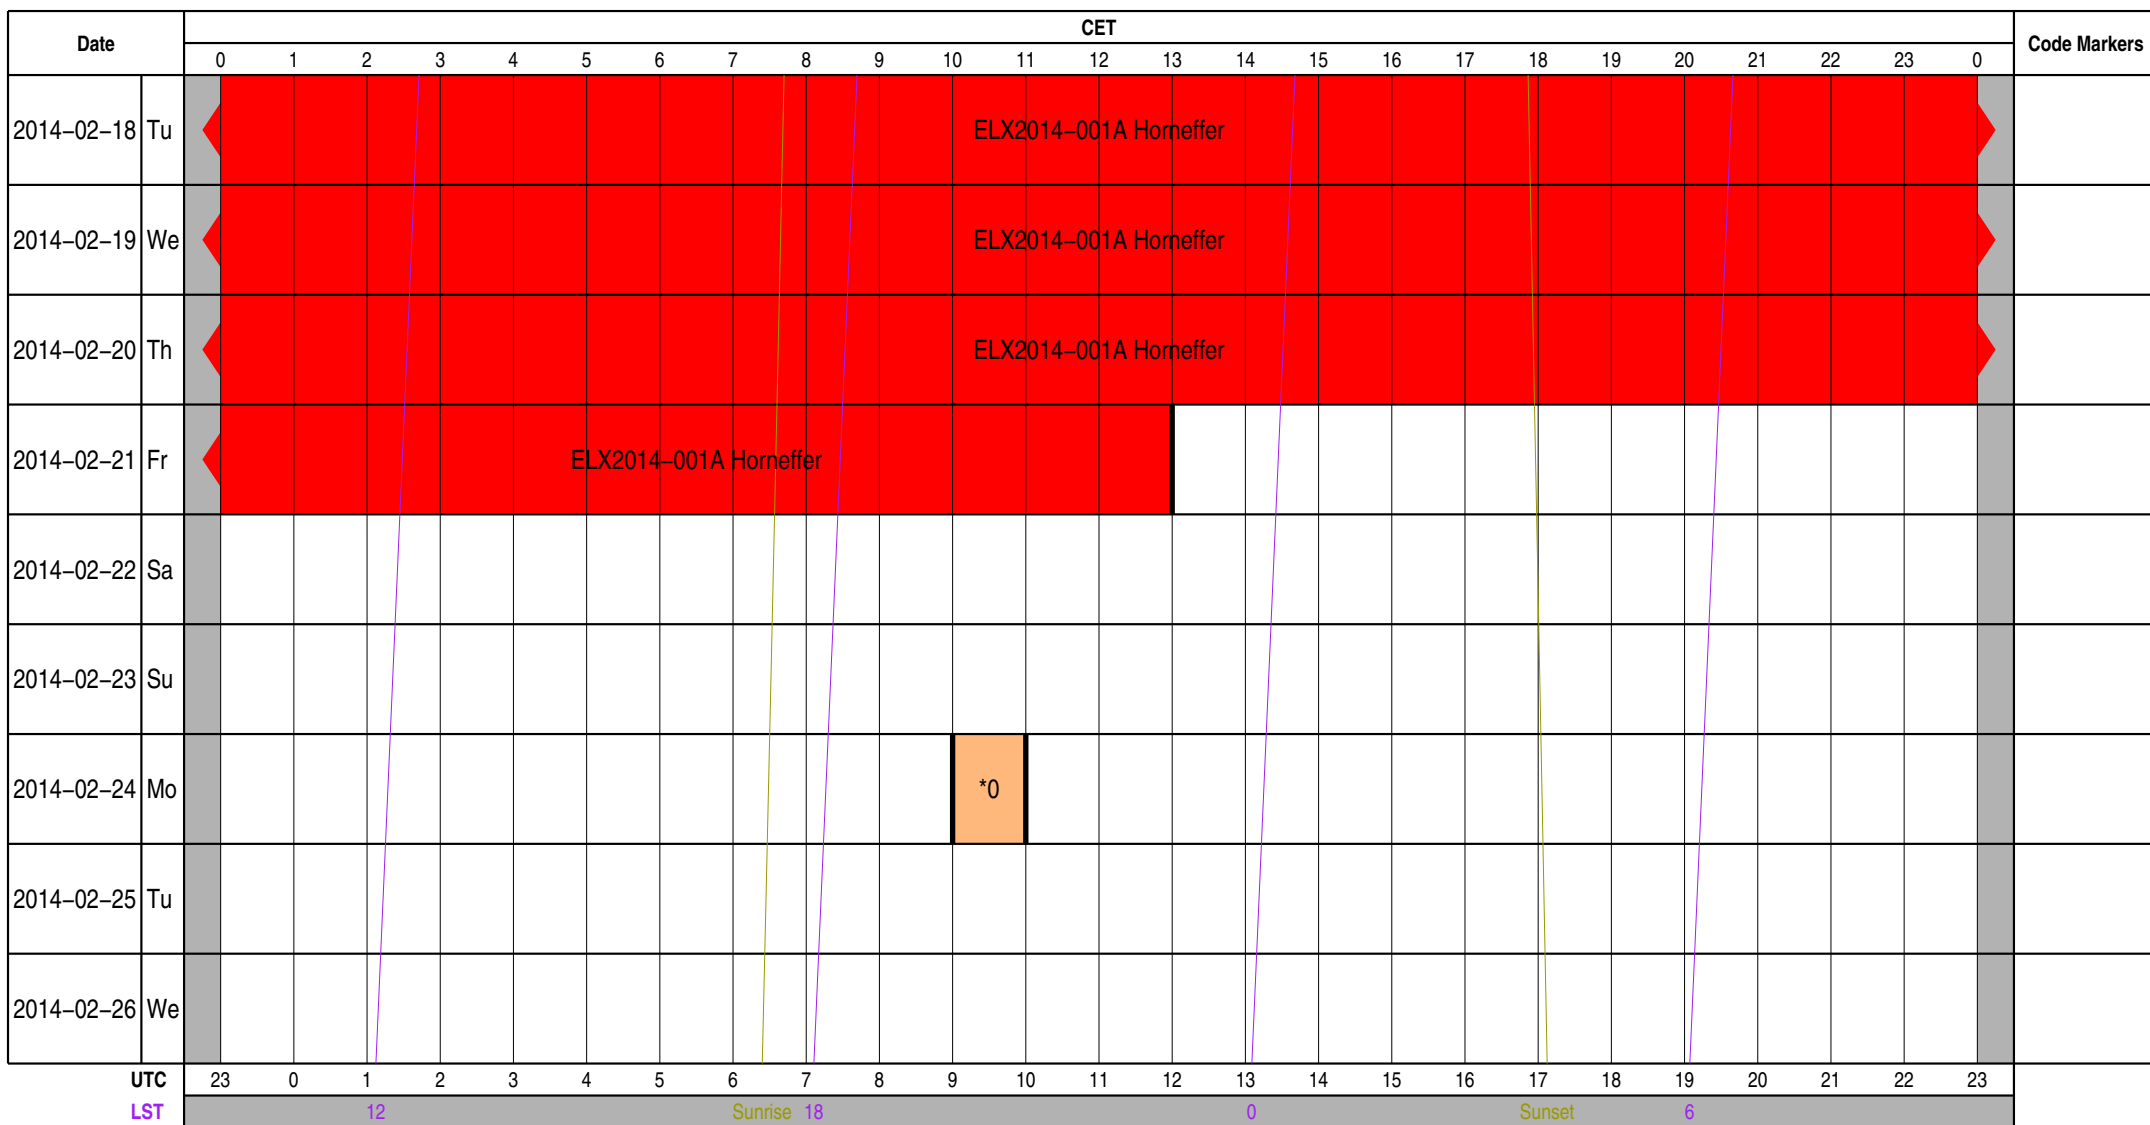 CET
Date
Code Markers
0 1 2 3 4 5 6 7 8 9 10 11 12 13 14 15 16 17 18 19 20 21 22 23 0
2014-02-18 Tu ELX2014-001A Horneffer
2014-02-19 We ELX2014-001A Horneffer
2014-02-20 Th ELX2014-001A Horneffer
2014-02-21 Fr ELX2014-001A Horneffer
2014-02-22 Sa
2014-02-23 Su
2014-02-24 Mo *0
2014-02-25 Tu
2014-02-26 We
UTC 23 0 1 2 3 4 5 6 7 8 9 10 11 12 13 14 15 16 17 18 19 20 21 22 23
LST 12 Sunrise 18 0 Sunset 6